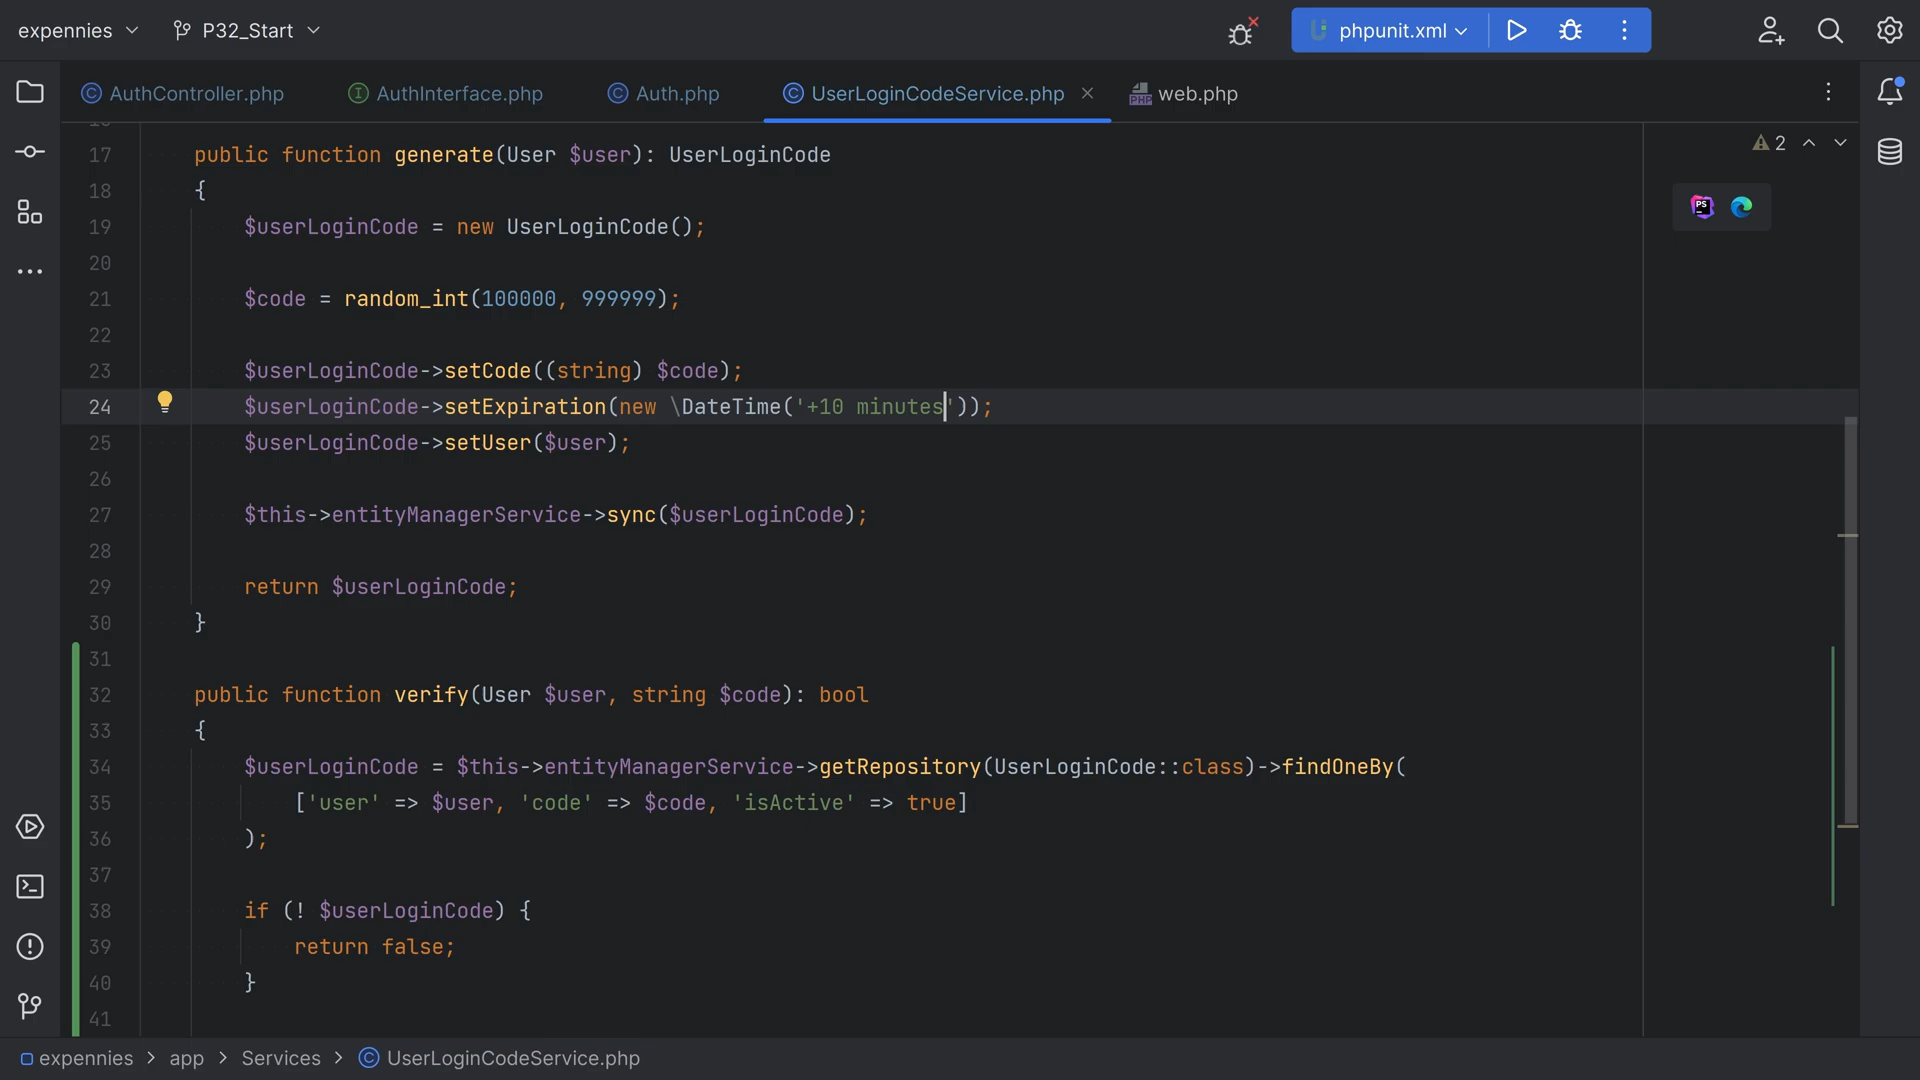 expennies P32_Start phpunit.xml
AuthController.php AuthInterface.php Auth.php UserLoginCodeService.php web.php
17 public function generate(User $user): UserLoginCode
2
18 {
19 $userLoginCode = new UserLoginCode();
20
21 $code = random_int(100000, 999999);
22
23 $userLoginCode->setCode((string) $code);
24 $userLoginCode->setExpiration(new \DateTime('+10 minutes'));
25 $userLoginCode->setUser($user);
26
27 $this->entityManagerService->sync($userLoginCode);
28
29 return $userLoginCode;
30 }
31
32 public function verify(User $user, string $code): bool
33 {
34 $userLoginCode = $this->entityManagerService->getRepository(UserLoginCode::class)->findOneBy(
35 ['user' => $user, 'code' => $code, 'isActive' => true]
36 );
37
38 if (! $userLoginCode) {
39 return false;
40 }
41
expennies > app > Services > UserLoginCodeService.php